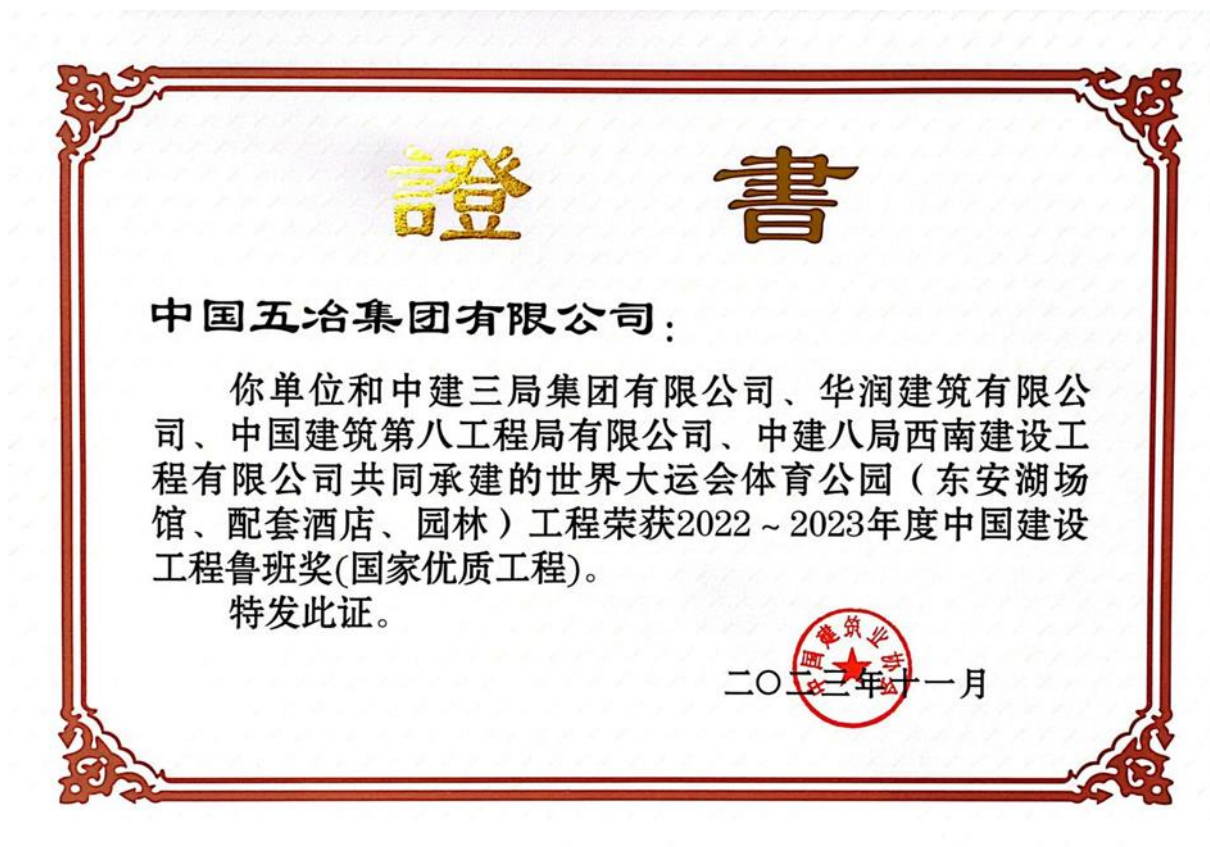 證 書
中国五冶集团有限公司：
你单位和中建三局集团有限公司、华润建筑有限公
司、中国建筑第八工程局有限公司、中建八局西南建设工
程有限公司共同承建的世界大运会体育公园（东安湖场
馆、配套酒店、园林）工程荣获2022～2023年度中国建设
工程鲁班奖(国家优质工程)。
特发此证。
中国建筑业协会
二〇二三年十一月